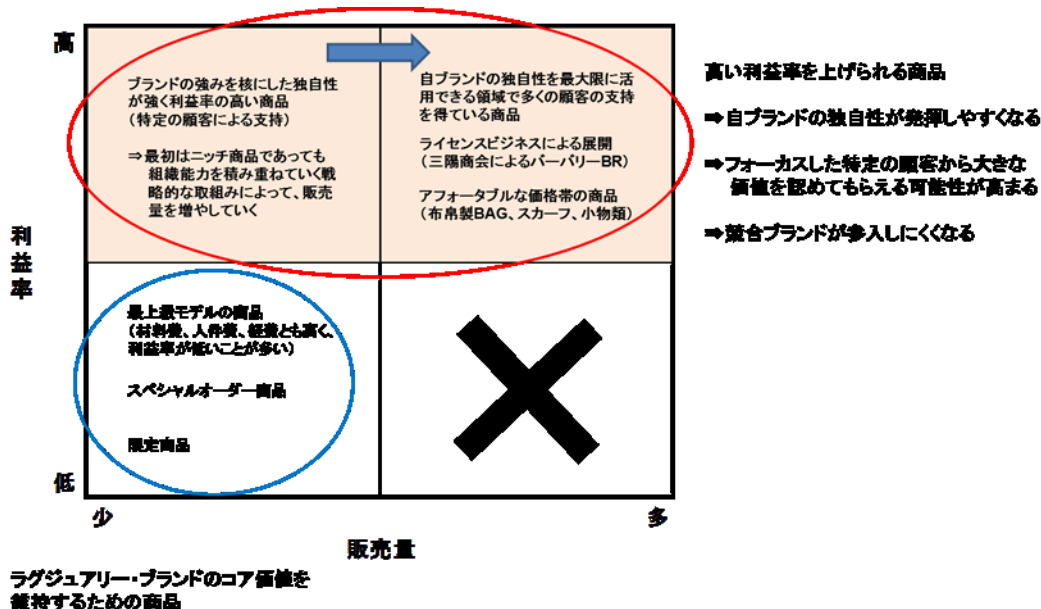 高
ブランドの強みを核にした独自性
が強く利益率の高い商品
(特定の顧客による支持)
⇒最初はニッチ商品であっても
組織能力を積み重ねていく戦
略的な取組みによって、販売
量を増やしていく
自ブランドの独自性を最大限に活
用できる領域で多くの顧客の支持
を得ている商品
ライセンスビジネスによる展開
(三陽商会によるバーバリーBR)
アフォータブルな価格帯の商品
(布帛製BAG、スカーフ、小物類)
高い利益率を上げられる商品
⇒自ブランドの独自性が発揮しやすくなる
⇒フォーカスした特定の顧客から大きな
価値を認めてもらえる可能性が高まる
⇒競合ブランドが参入しにくくなる
利益率
最上級モデルの商品
(材料費、人件費、経費とも高く、
利益率が低いことが多い)
スペシャルオーダー商品
限定商品
低
少
多
販売量
ラグジュアリー・ブランドのコア価値を
維持するための商品